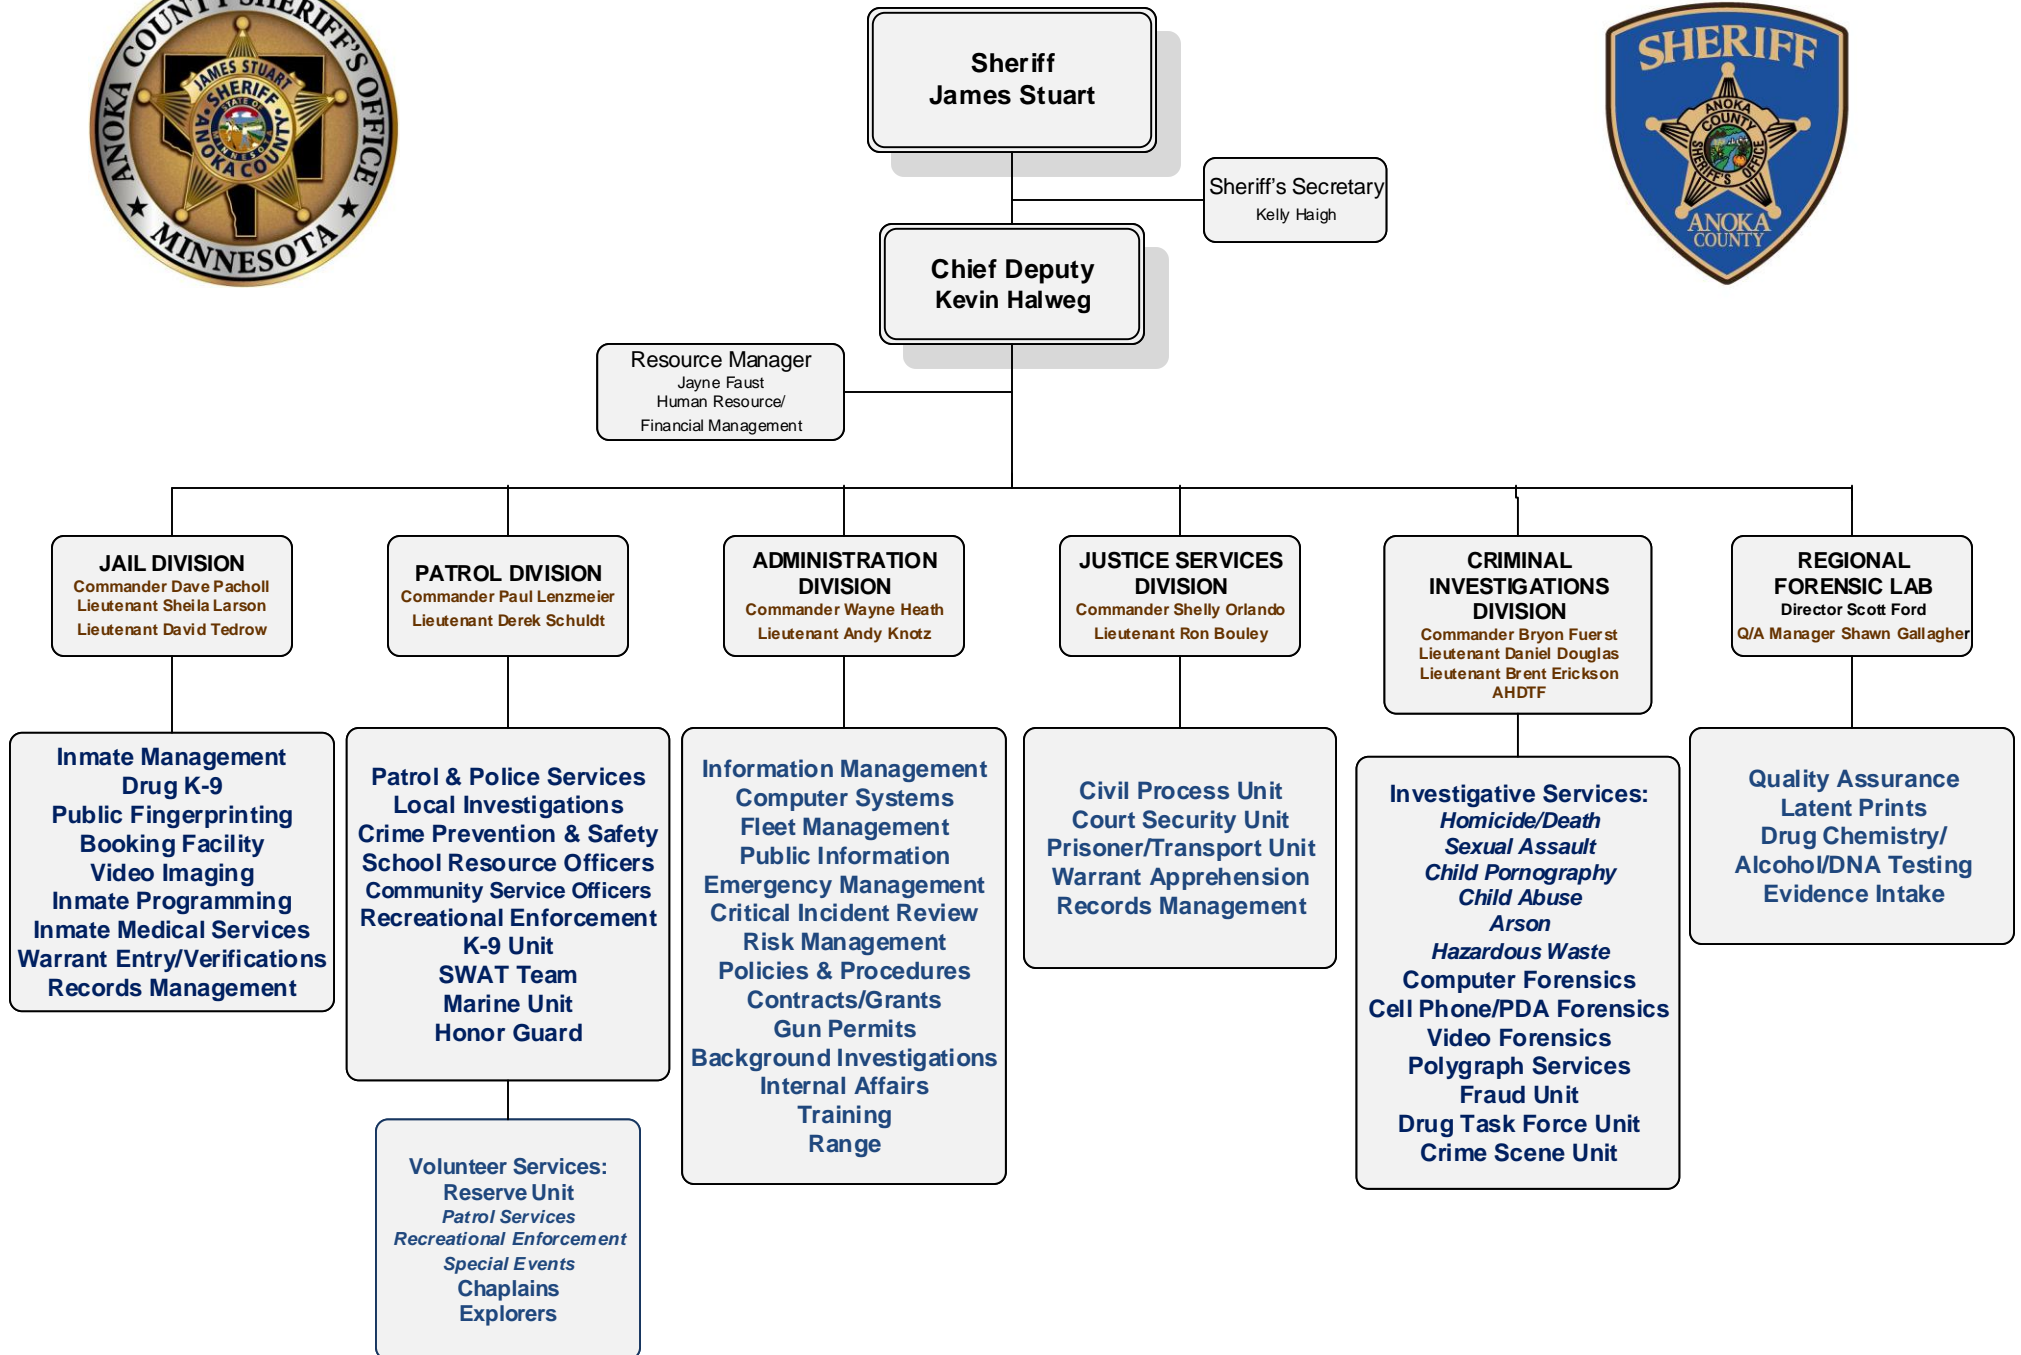 ANOKA COUNTY SHERIFF'S OFFICE
MINNESOTA
JAMES STUART
SHERIFF
STATE OF
MINNESOTA
ANOKA COUNTY
Sheriff
James Stuart
SHERIFF
ANOKA
COUNTY
SHERIFF'S OFFICE
ANOKA
COUNTY
Sheriff's Secretary
Kelly Haigh
Chief Deputy
Kevin Halweg
Resource Manager
Jayne Faust
Human Resource/
Financial Management
JAIL DIVISION
Commander Dave Pacholl
Lieutenant Sheila Larson
Lieutenant David Tedrow
PATROL DIVISION
Commander Paul Lenzmeier
Lieutenant Derek Schuldt
ADMINISTRATION
DIVISION
Commander Wayne Heath
Lieutenant Andy Knotz
JUSTICE SERVICES
DIVISION
Commander Shelly Orlando
Lieutenant Ron Bouley
CRIMINAL
INVESTIGATIONS
DIVISION
Commander Bryon Fuerst
Lieutenant Daniel Douglas
Lieutenant Brent Erickson
AHDTF
REGIONAL
FORENSIC LAB
Director Scott Ford
Q/A Manager Shawn Gallagher
Inmate Management
Drug K-9
Public Fingerprinting
Booking Facility
Video Imaging
Inmate Programming
Inmate Medical Services
Warrant Entry/Verifications
Records Management
Patrol & Police Services
Local Investigations
Crime Prevention & Safety
School Resource Officers
Community Service Officers
Recreational Enforcement
K-9 Unit
SWAT Team
Marine Unit
Honor Guard
Volunteer Services:
Reserve Unit
Patrol Services
Recreational Enforcement
Special Events
Chaplains
Explorers
Information Management
Computer Systems
Fleet Management
Public Information
Emergency Management
Critical Incident Review
Risk Management
Policies & Procedures
Contracts/Grants
Gun Permits
Background Investigations
Internal Affairs
Training
Range
Civil Process Unit
Court Security Unit
Prisoner/Transport Unit
Warrant Apprehension
Records Management
Investigative Services:
Homicide/Death
Sexual Assault
Child Pornography
Child Abuse
Arson
Hazardous Waste
Computer Forensics
Cell Phone/PDA Forensics
Video Forensics
Polygraph Services
Fraud Unit
Drug Task Force Unit
Crime Scene Unit
Quality Assurance
Latent Prints
Drug Chemistry/
Alcohol/DNA Testing
Evidence Intake